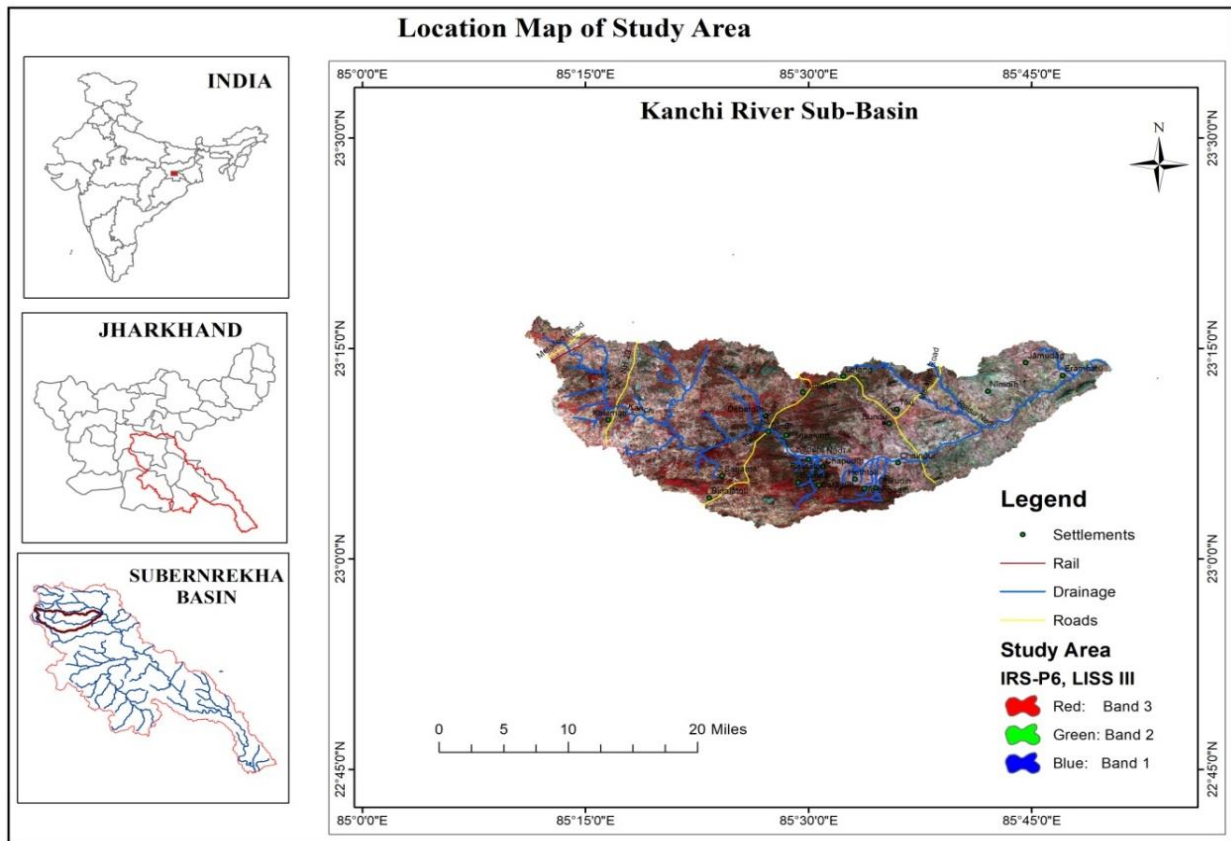 Location Map of Study Area
INDIA
JHARKHAND
SUBERNREKHA
BASIN
85°0'0"E 85°15'0"E 85°30'0"E 85°45'0"E
Kanchi River Sub-Basin
N
23°30'0"N 23°30'0"N
23°15'0"N 23°15'0"N
23°0'0"N 23°0'0"N
22°45'0"N 22°45'0"N
Jamudag
Nimdih
Legend
Settlements
Rail
Drainage
Roads
Study Area
IRS-P6, LISS III
Red: Band 3
Green: Band 2
Blue: Band 1
0 5 10 20 Miles
85°0'0"E 85°15'0"E 85°30'0"E 85°45'0"E